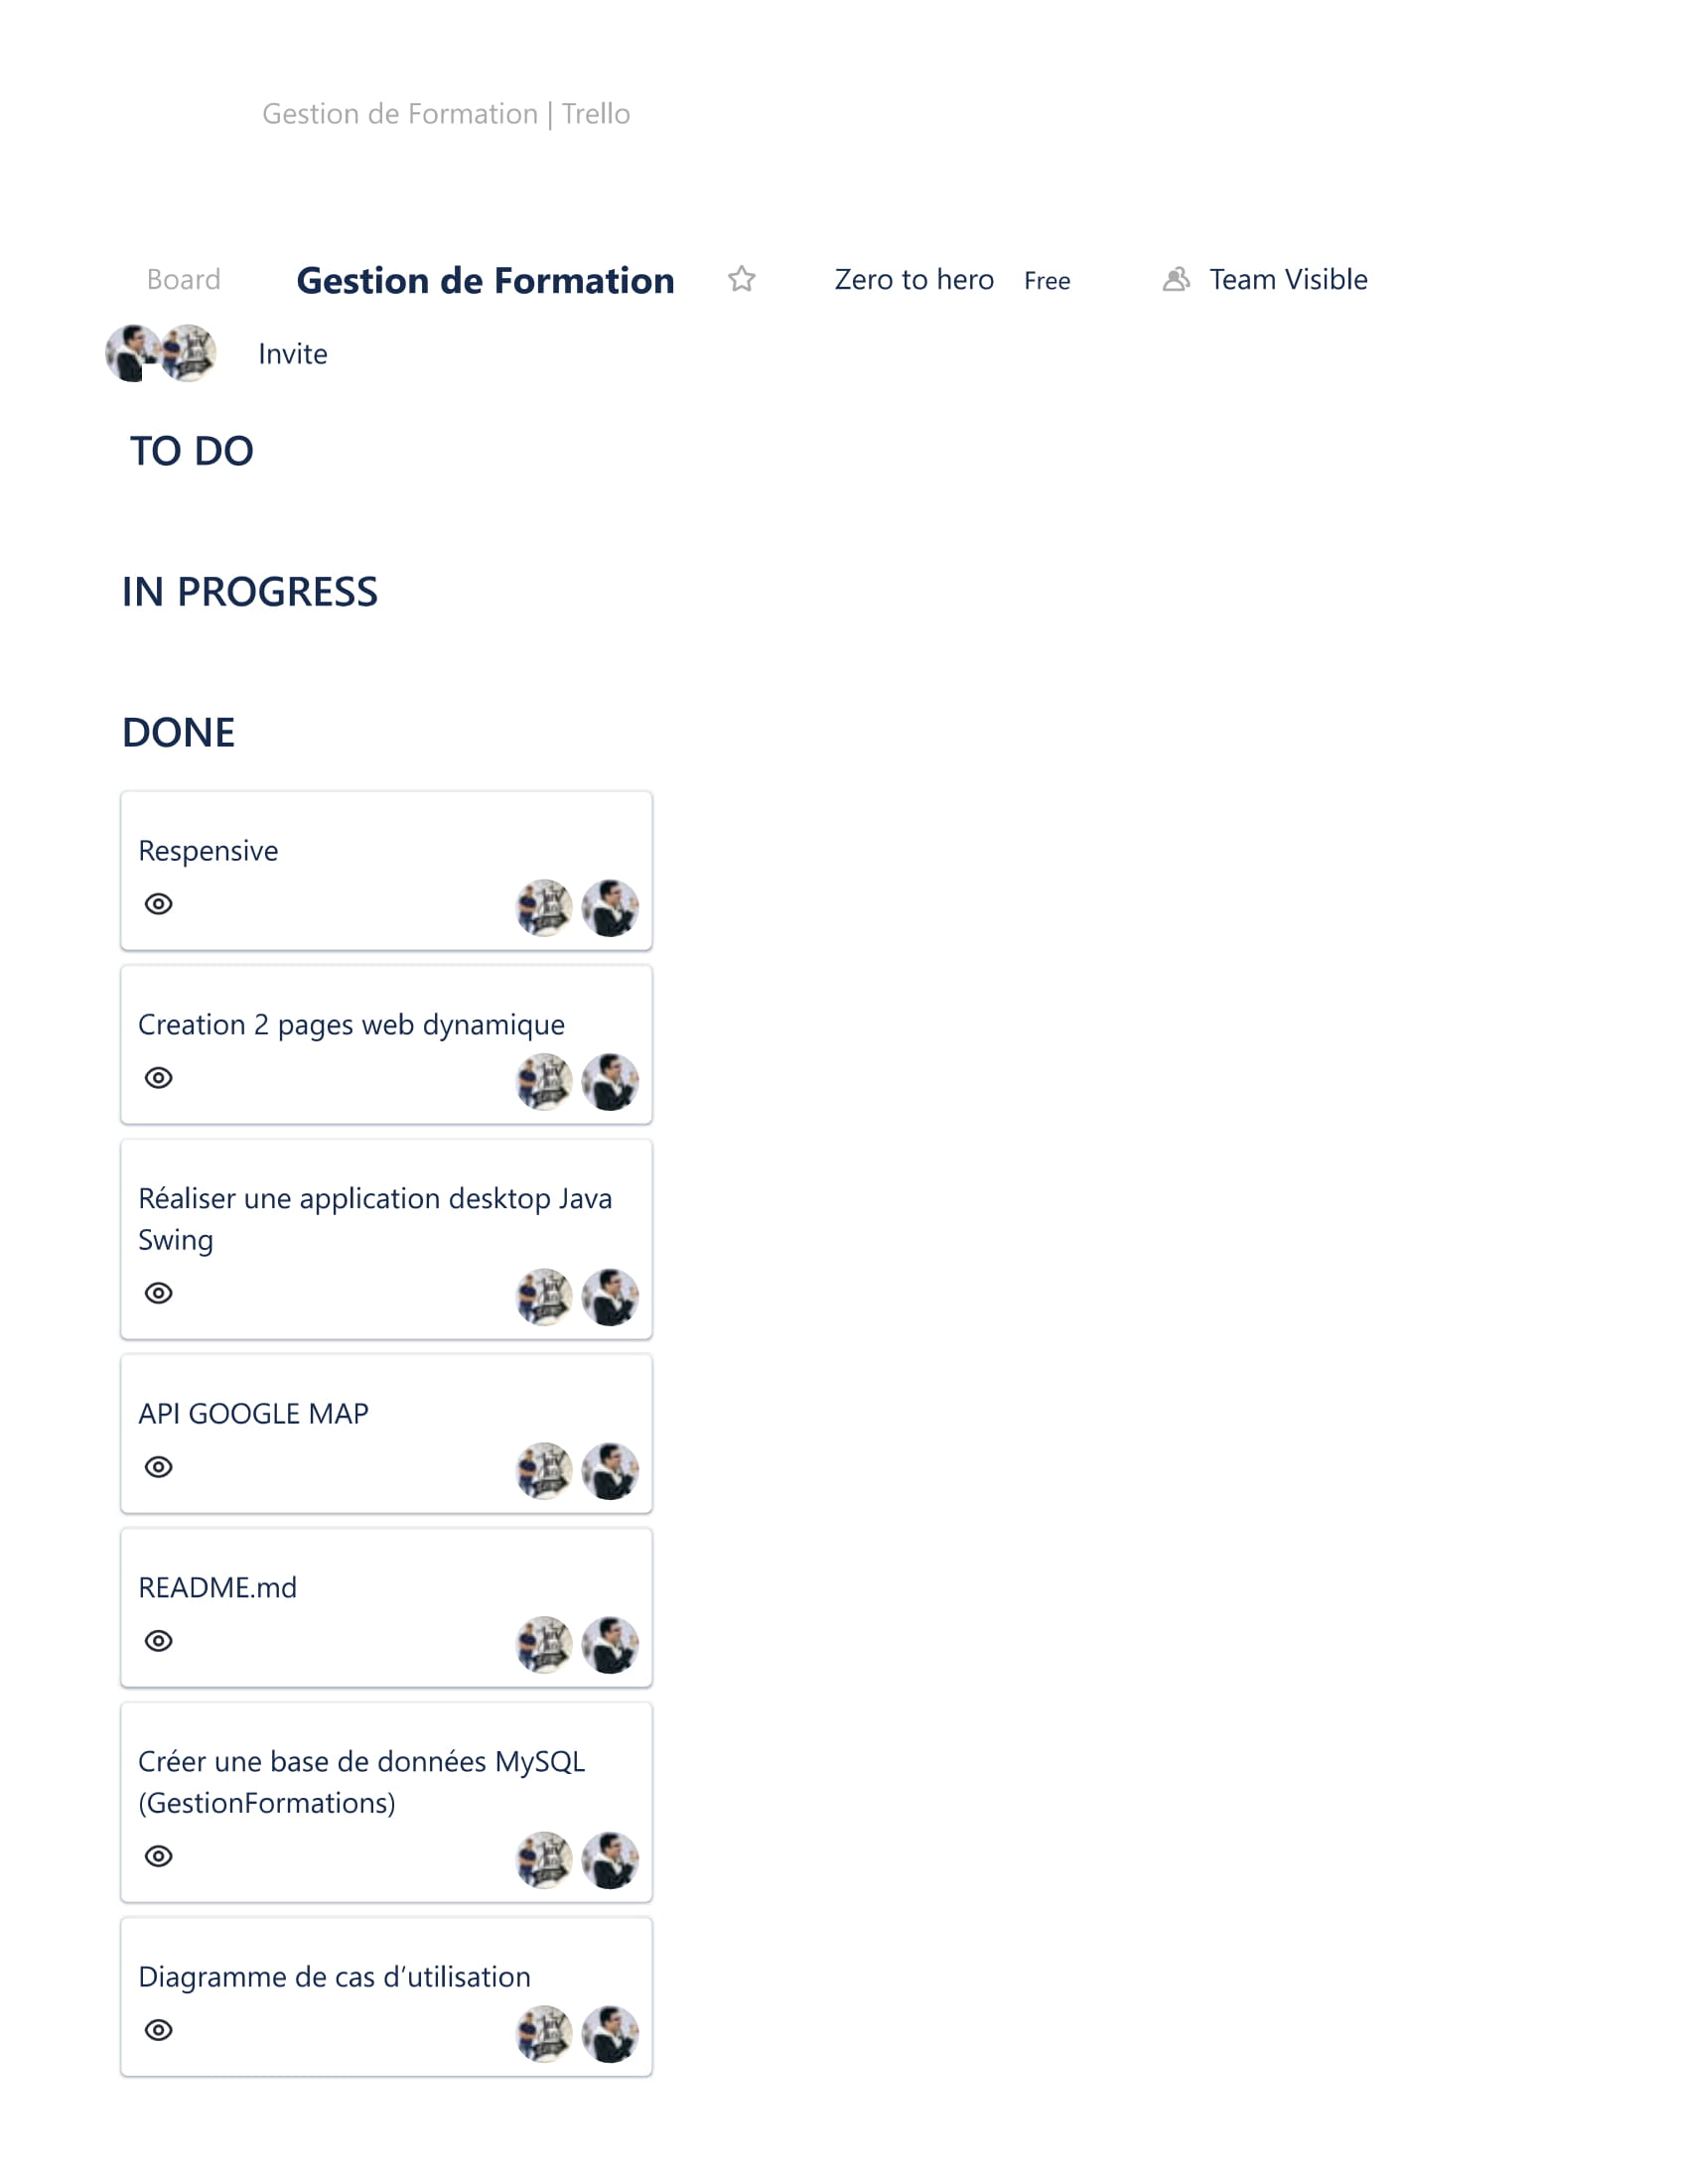 Gestion de Formation | Trello
Board
Gestion de Formation
Zero to hero
Free
Team Visible
Invite
TO DO
IN PROGRESS
DONE
Respensive
Creation 2 pages web dynamique
Réaliser une application desktop Java
Swing
API GOOGLE MAP
README.md
Créer une base de données MySQL
(GestionFormations)
Diagramme de cas d’utilisation